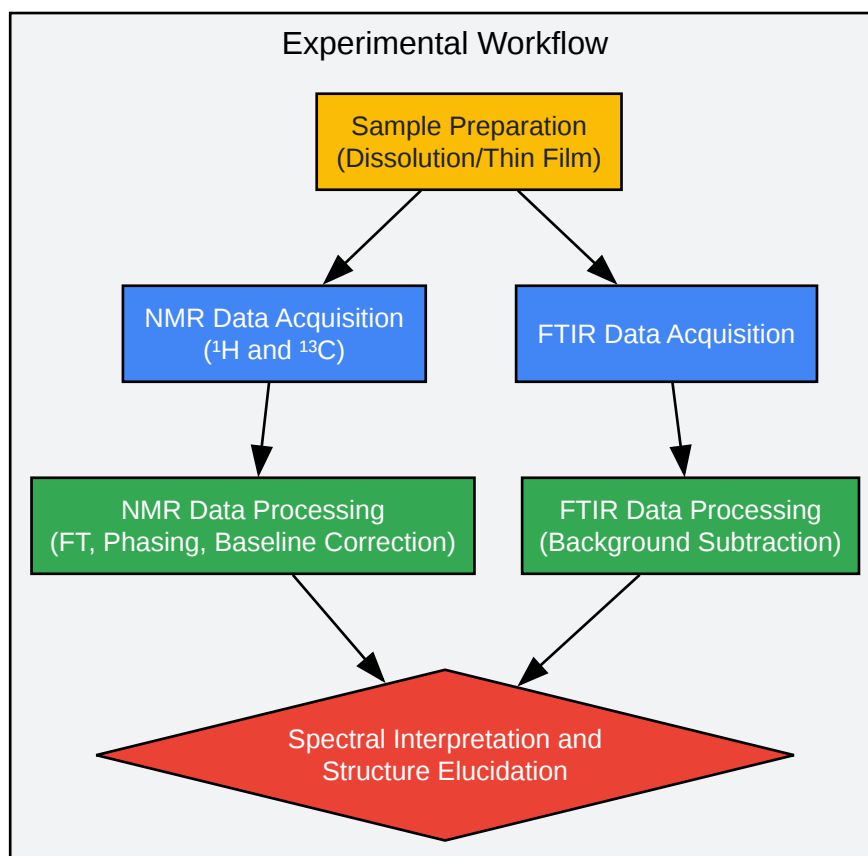 Experimental Workflow
Sample Preparation
(Dissolution/Thin Film)
NMR Data Acquisition
(¹H and ¹³C)
FTIR Data Acquisition
NMR Data Processing
(FT, Phasing, Baseline Correction)
FTIR Data Processing
(Background Subtraction)
Spectral Interpretation and
Structure Elucidation